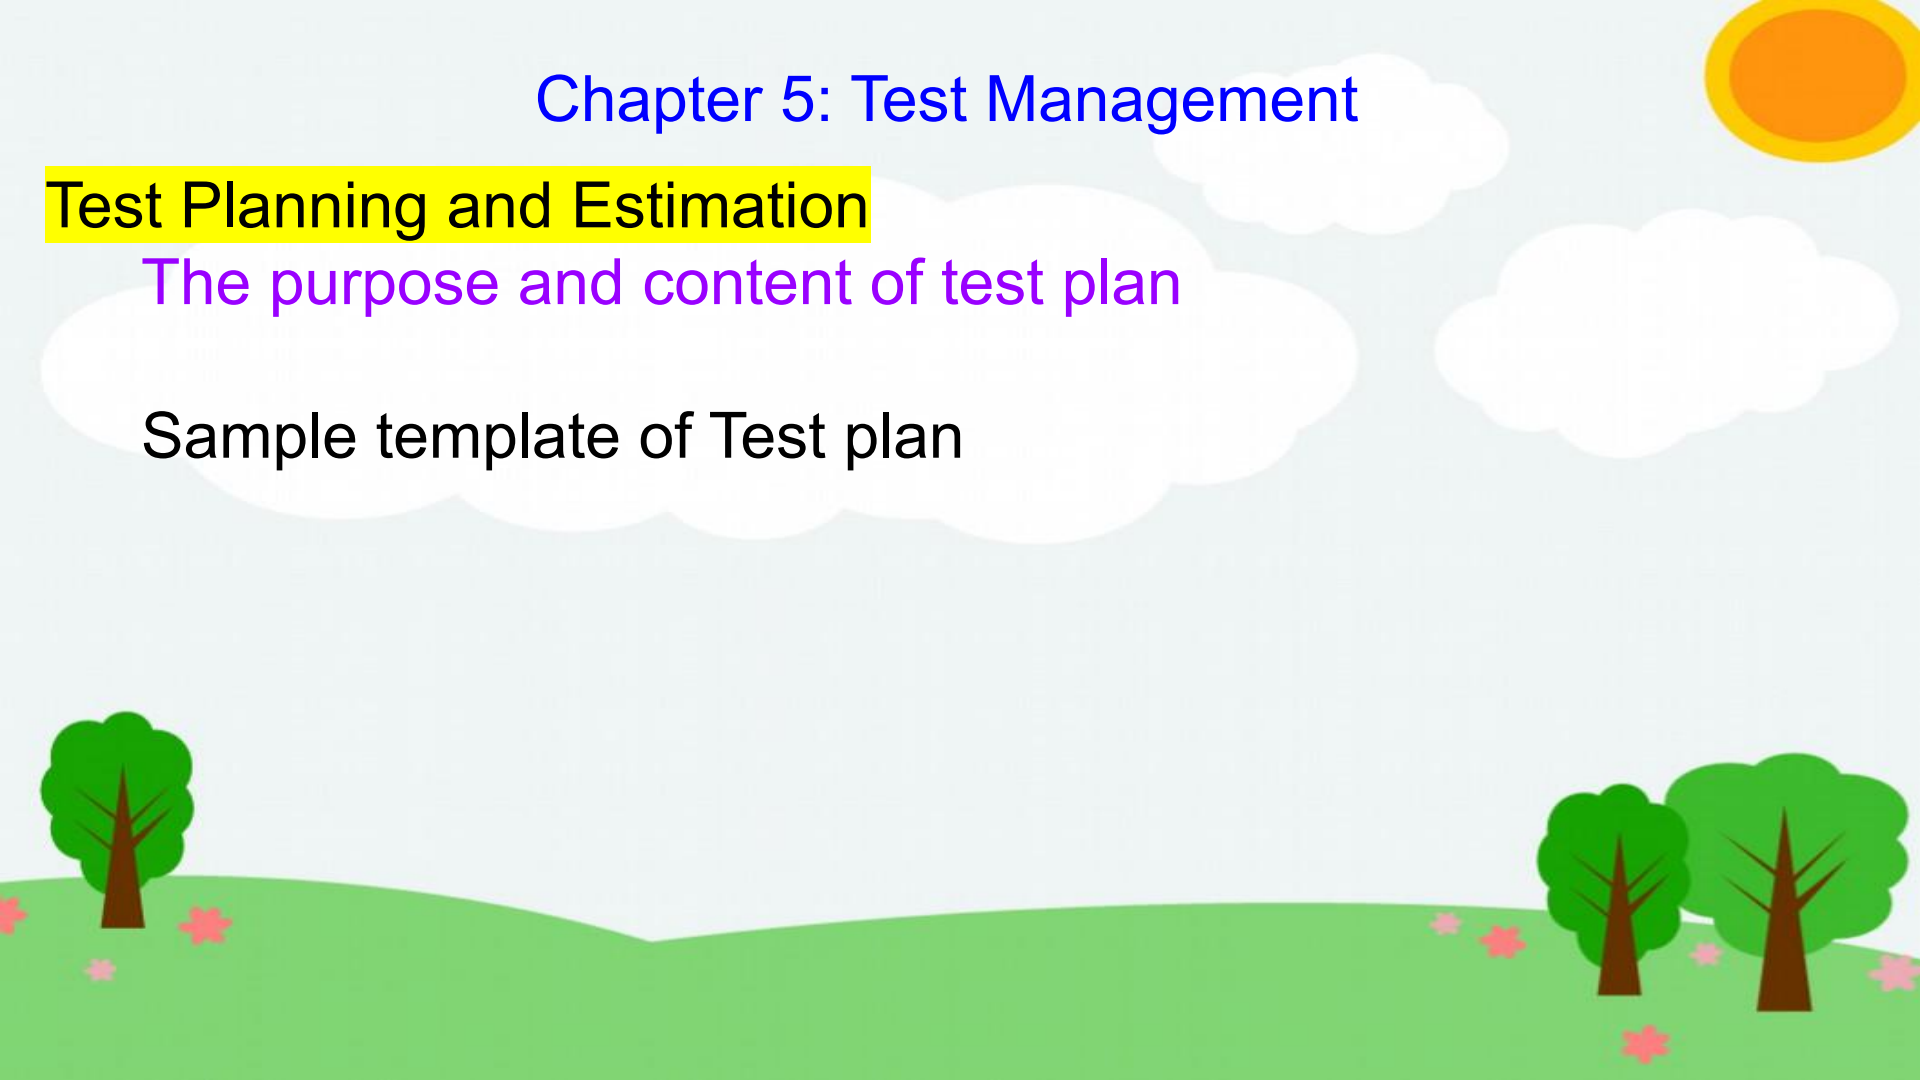 Chapter 5: Test Management
Test Planning and Estimation
The purpose and content of test plan
Sample template of Test plan